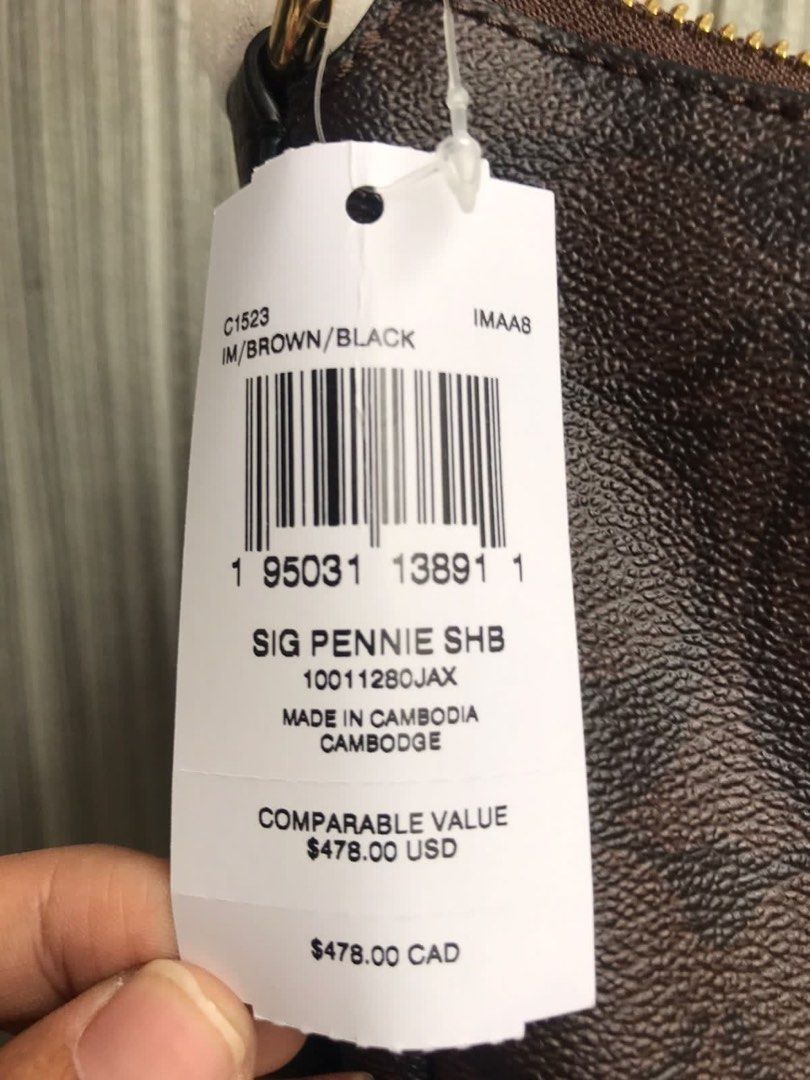 C1523 IMAA8
IM/BROWN/BLACK
1 95031 13891 1
SIG PENNIE SHB
10011280JAX
MADE IN CAMBODIA
CAMBODGE
COMPARABLE VALUE
$478.00 USD
$478.00 CAD